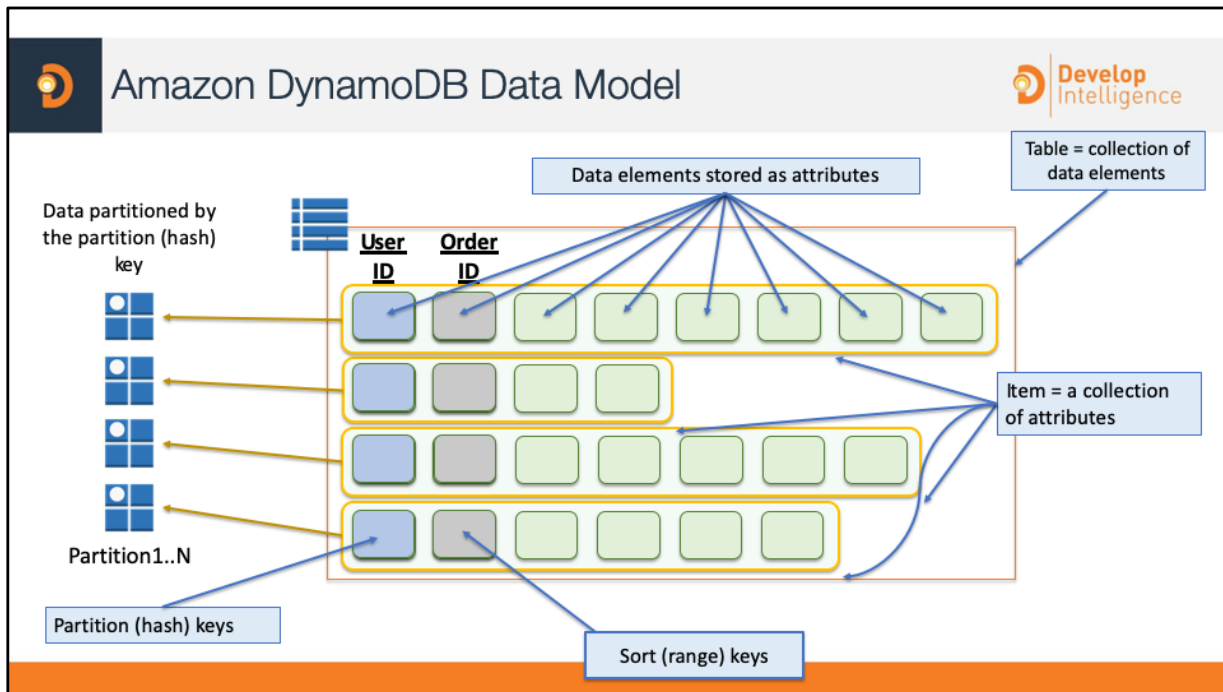 Amazon DynamoDB Data Model
Develop
Intelligence
Table = collection of
data elements
Data elements stored as attributes
Data partitioned by
the partition (hash)
key
User
ID
Order
ID
Item = a collection
of attributes
Partition1..N
Partition (hash) keys
Sort (range) keys